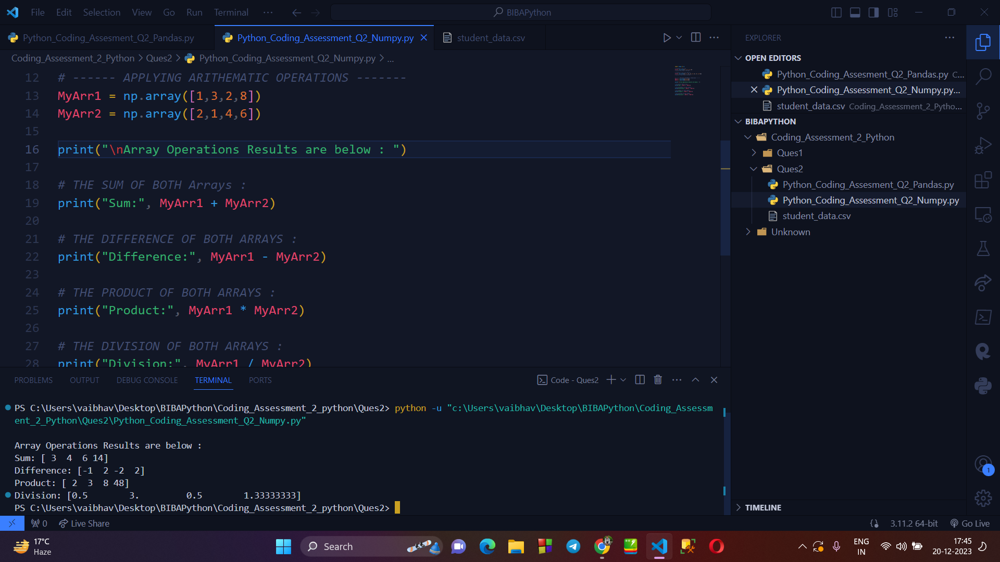 File Edit Selection View Go Run Terminal ···
BIBAPython
Python_Coding_Assesment_Q2_Pandas.py
Python_Coding_Assessment_Q2_Numpy.py
student_data.csv
Coding_Assessment_2_Python > Ques2 > Python_Coding_Assessment_Q2_Numpy.py > ...
12 # ------ APPLYING ARITHEMATIC OPERATIONS -------
13 MyArr1 = np.array([1,3,2,8])
14 MyArr2 = np.array([2,1,4,6])
15
16 print("\nArray Operations Results are below : ")
17
18 # THE SUM OF BOTH Arrays :
19 print("Sum:", MyArr1 + MyArr2)
20
21 # THE DIFFERENCE OF BOTH ARRAYS :
22 print("Difference:", MyArr1 - MyArr2)
23
24 # THE PRODUCT OF BOTH ARRAYS :
25 print("Product:", MyArr1 * MyArr2)
26
27 # THE DIVISION OF BOTH ARRAYS :
28 print("Division:", MyArr1 / MyArr2)
EXPLORER
OPEN EDITORS
Python_Coding_Assesment_Q2_Pandas.py C...
Python_Coding_Assessment_Q2_Numpy.py...
student_data.csv Coding_Assessment_2_Pytho...
BIBAPYTHON
Coding_Assessment_2_Python
Ques1
Ques2
Python_Coding_Assesment_Q2_Pandas.py
Python_Coding_Assessment_Q2_Numpy.py
student_data.csv
Unknown
TIMELINE
PROBLEMS OUTPUT DEBUG CONSOLE TERMINAL PORTS
Code - Ques2
PS C:\Users\vaibhav\Desktop\BIBAPython\Coding_Assessment_2_python\Ques2> python -u "c:\Users\vaibhav\Desktop\BIBAPython\Coding_Assessm
ent_2_Python\Ques2\Python_Coding_Assessment_Q2_Numpy.py"
Array Operations Results are below :
Sum: [ 3  4  6 14]
Difference: [-1  2 -2  2]
Product: [ 2  3  8 48]
Division: [0.5        3.         0.5        1.33333333]
PS C:\Users\vaibhav\Desktop\BIBAPython\Coding_Assessment_2_python\Ques2>
1
0 Live Share
3.11.2 64-bit Go Live
17°C
Haze
Search
ENG
IN
17:45
20-12-2023